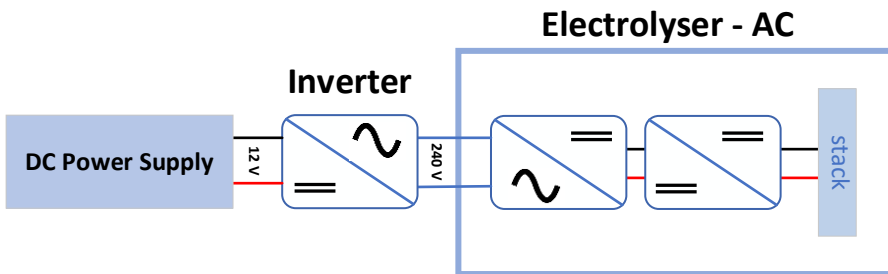 Electrolyser - AC
Inverter
DC Power Supply
12 V
240 V
stack